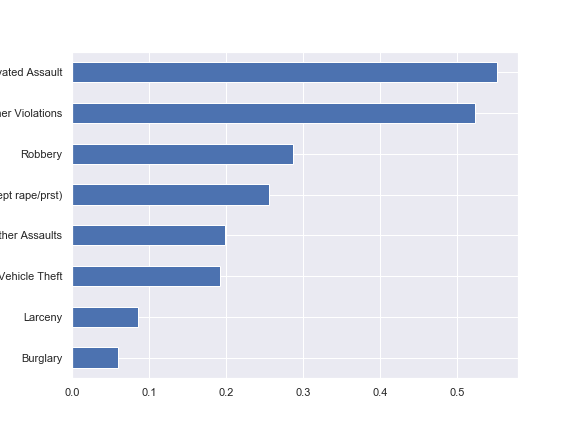 vated Assault
er Violations
Robbery
ept rape/prst)
ther Assaults
Vehicle Theft
Larceny
Burglary
0.0 0.1 0.2 0.3 0.4 0.5